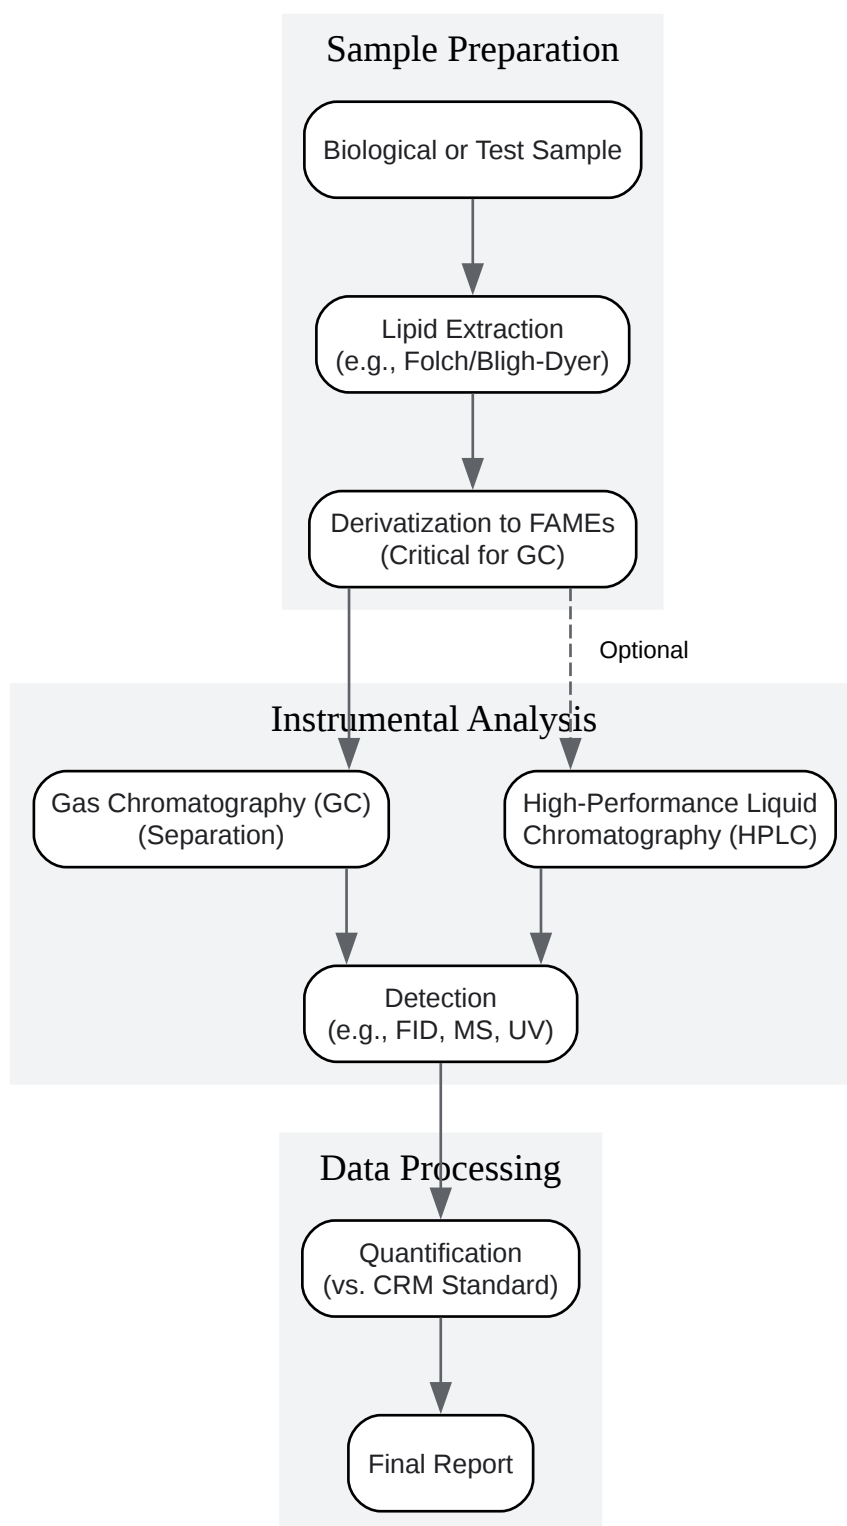 Sample Preparation
Biological or Test Sample
Lipid Extraction
(e.g., Folch/Bligh-Dyer)
Derivatization to FAMEs
(Critical for GC)
Optional
Instrumental Analysis
Gas Chromatography (GC)
(Separation)
High-Performance Liquid
Chromatography (HPLC)
Detection
(e.g., FID, MS, UV)
Data Processing
Quantification
(vs. CRM Standard)
Final Report